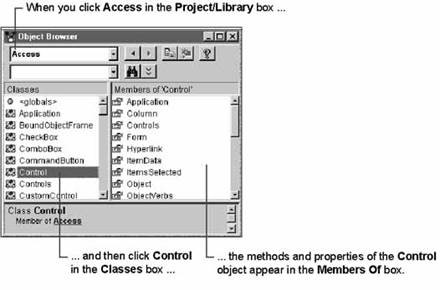 When you click Access in the Project/Library box ...
Object Browser
Access
Classes
Members of 'Control'
<globals>
Application
BoundObjectFrame
CheckBox
ComboBox
CommandButton
Control
Controls
CustomControl
Application
Column
Controls
Form
Hyperlink
ItemData
ItemsSelected
Object
ObjectVerbs
Class Control
Member of Access
... and then click Control
in the Classes box ...
... the methods and properties of the Control
object appear in the Members Of box.